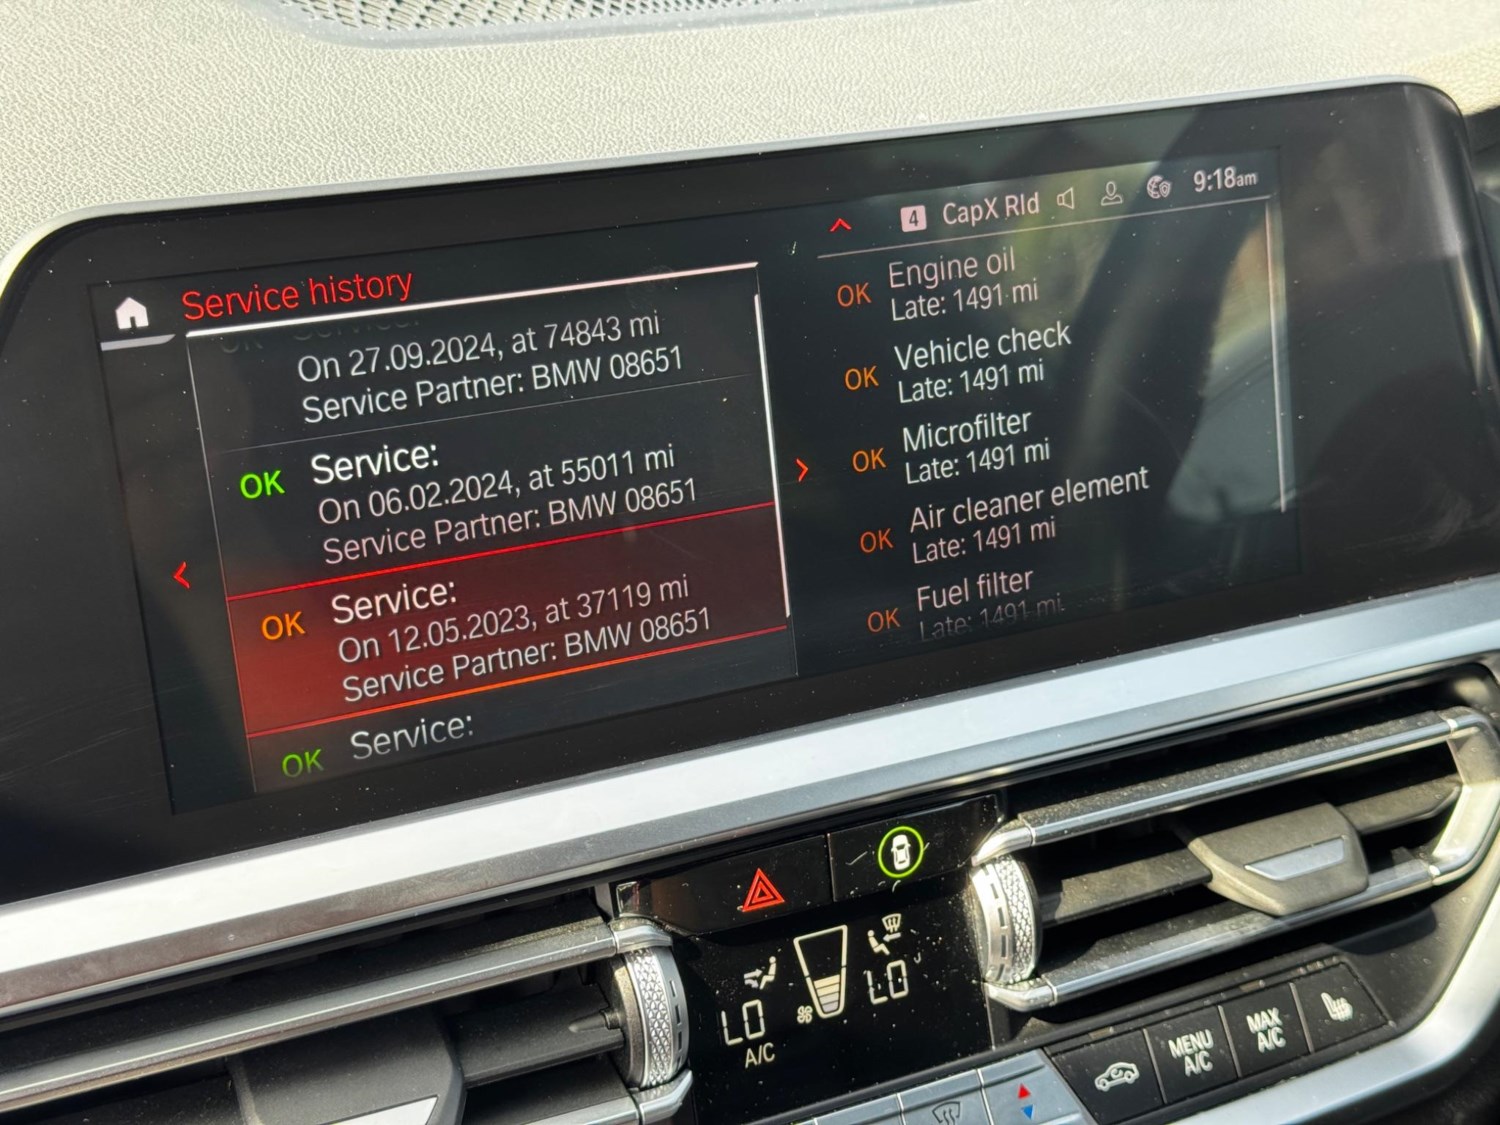 4 CapX Rld 9:18am
Service history
On 27.09.2024, at 74843 mi
Service Partner: BMW 08651
OK Service:
On 06.02.2024, at 55011 mi
Service Partner: BMW 08651
OK Service:
On 12.05.2023, at 37119 mi
Service Partner: BMW 08651
OK Service:
OK Engine oil
Late: 1491 mi
OK Vehicle check
Late: 1491 mi
OK Microfilter
Late: 1491 mi
OK Air cleaner element
Late: 1491 mi
OK Fuel filter
Late: 1491 mi
LO LO
A/C
MENU
A/C
MAX
A/C